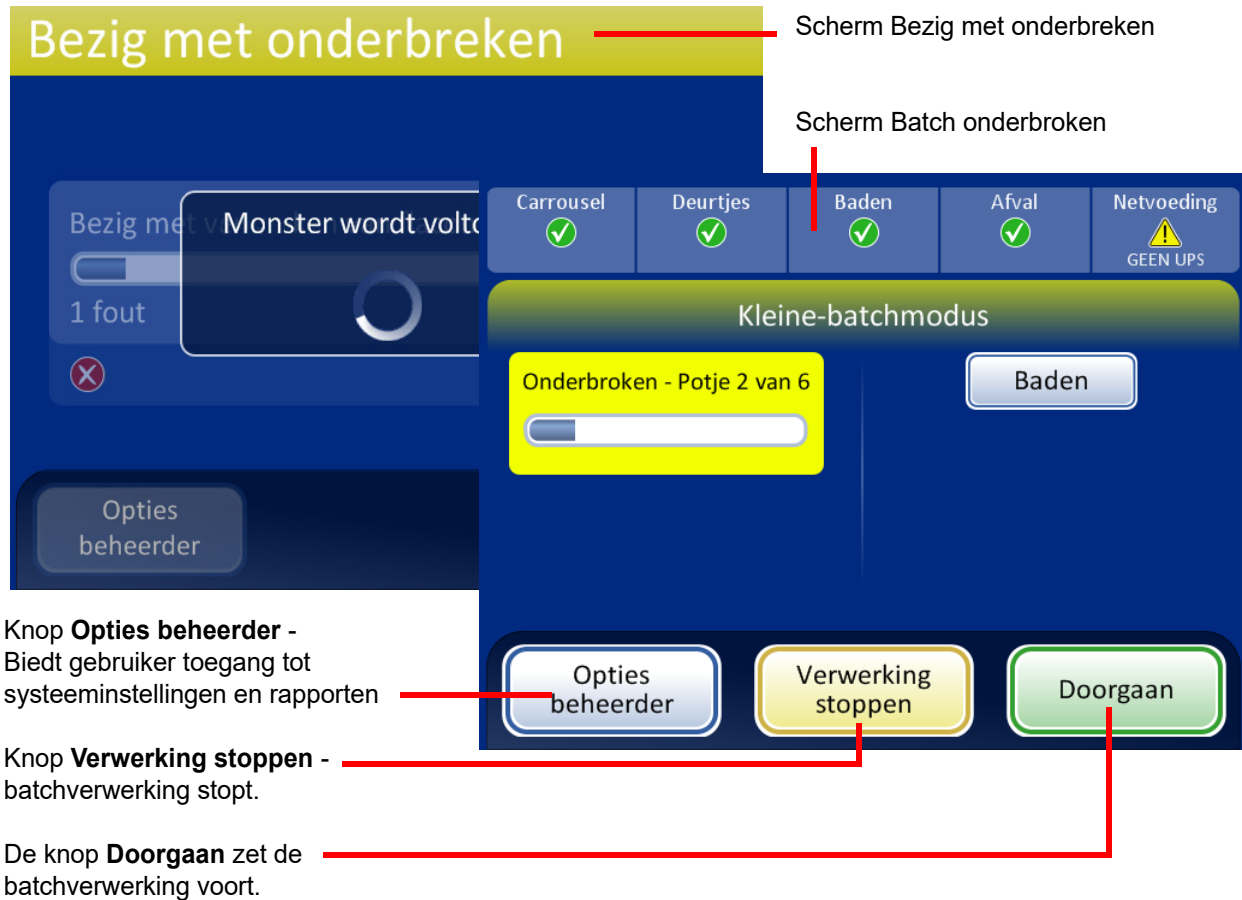 Bezig met onderbreken
Scherm Bezig met onderbreken
Scherm Batch onderbroken
Bezig met
Monster wordt volto
1 fout
Opties
beheerder
Carrousel
Deurtjes
Baden
Afval
Netvoeding
GEEN UPS
Kleine-batchmodus
Onderbroken - Potje 2 van 6
Baden
Opties
beheerder
Verwerking
stoppen
Doorgaan
Knop Opties beheerder -
Biedt gebruiker toegang tot
systeeminstellingen en rapporten
Knop Verwerking stoppen -
batchverwerking stopt.
De knop Doorgaan zet de
batchverwerking voort.